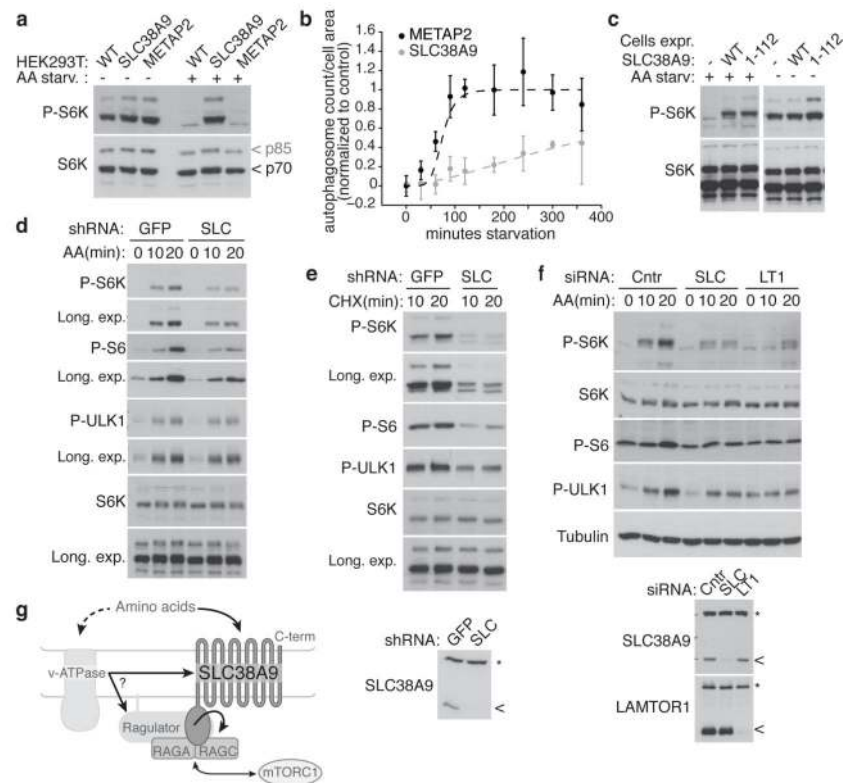 a
HEK293T: WT SLC38A9 METAP2 WT SLC38A9 METAP2
AA starv. : - - - + + +
P-S6K
S6K
< p85
< p70
b
autophagosome count/cell area
(normalized to control)
1.6
1.4
1.2
1
0.8
0.6
0.4
0.2
0
−0.2
0 100 200 300 400
minutes starvation
METAP2
SLC38A9
c
Cells expr.
SLC38A9: - WT 1-112 - WT 1-112
AA starv: + + + - - -
P-S6K
S6K
d
shRNA: GFP SLC
AA(min): 0 10 20 0 10 20
P-S6K
Long. exp.
P-S6
Long. exp.
P-ULK1
Long. exp.
S6K
Long. exp.
e
shRNA: GFP SLC
CHX(min): 10 20 10 20
P-S6K
Long. exp.
P-S6
P-ULK1
S6K
Long. exp.
shRNA: GFP SLC
SLC38A9
*
<
f
siRNA: Cntr SLC LT1
AA(min): 0 10 20 0 10 20 0 10 20
P-S6K
S6K
P-S6
P-ULK1
Tubulin
siRNA: Cntr SLC LT1
SLC38A9
*
<
LAMTOR1
*
<
g
Amino acids
C-term
v-ATPase
SLC38A9
?
Ragulator
RAGA RAGC
mTORC1